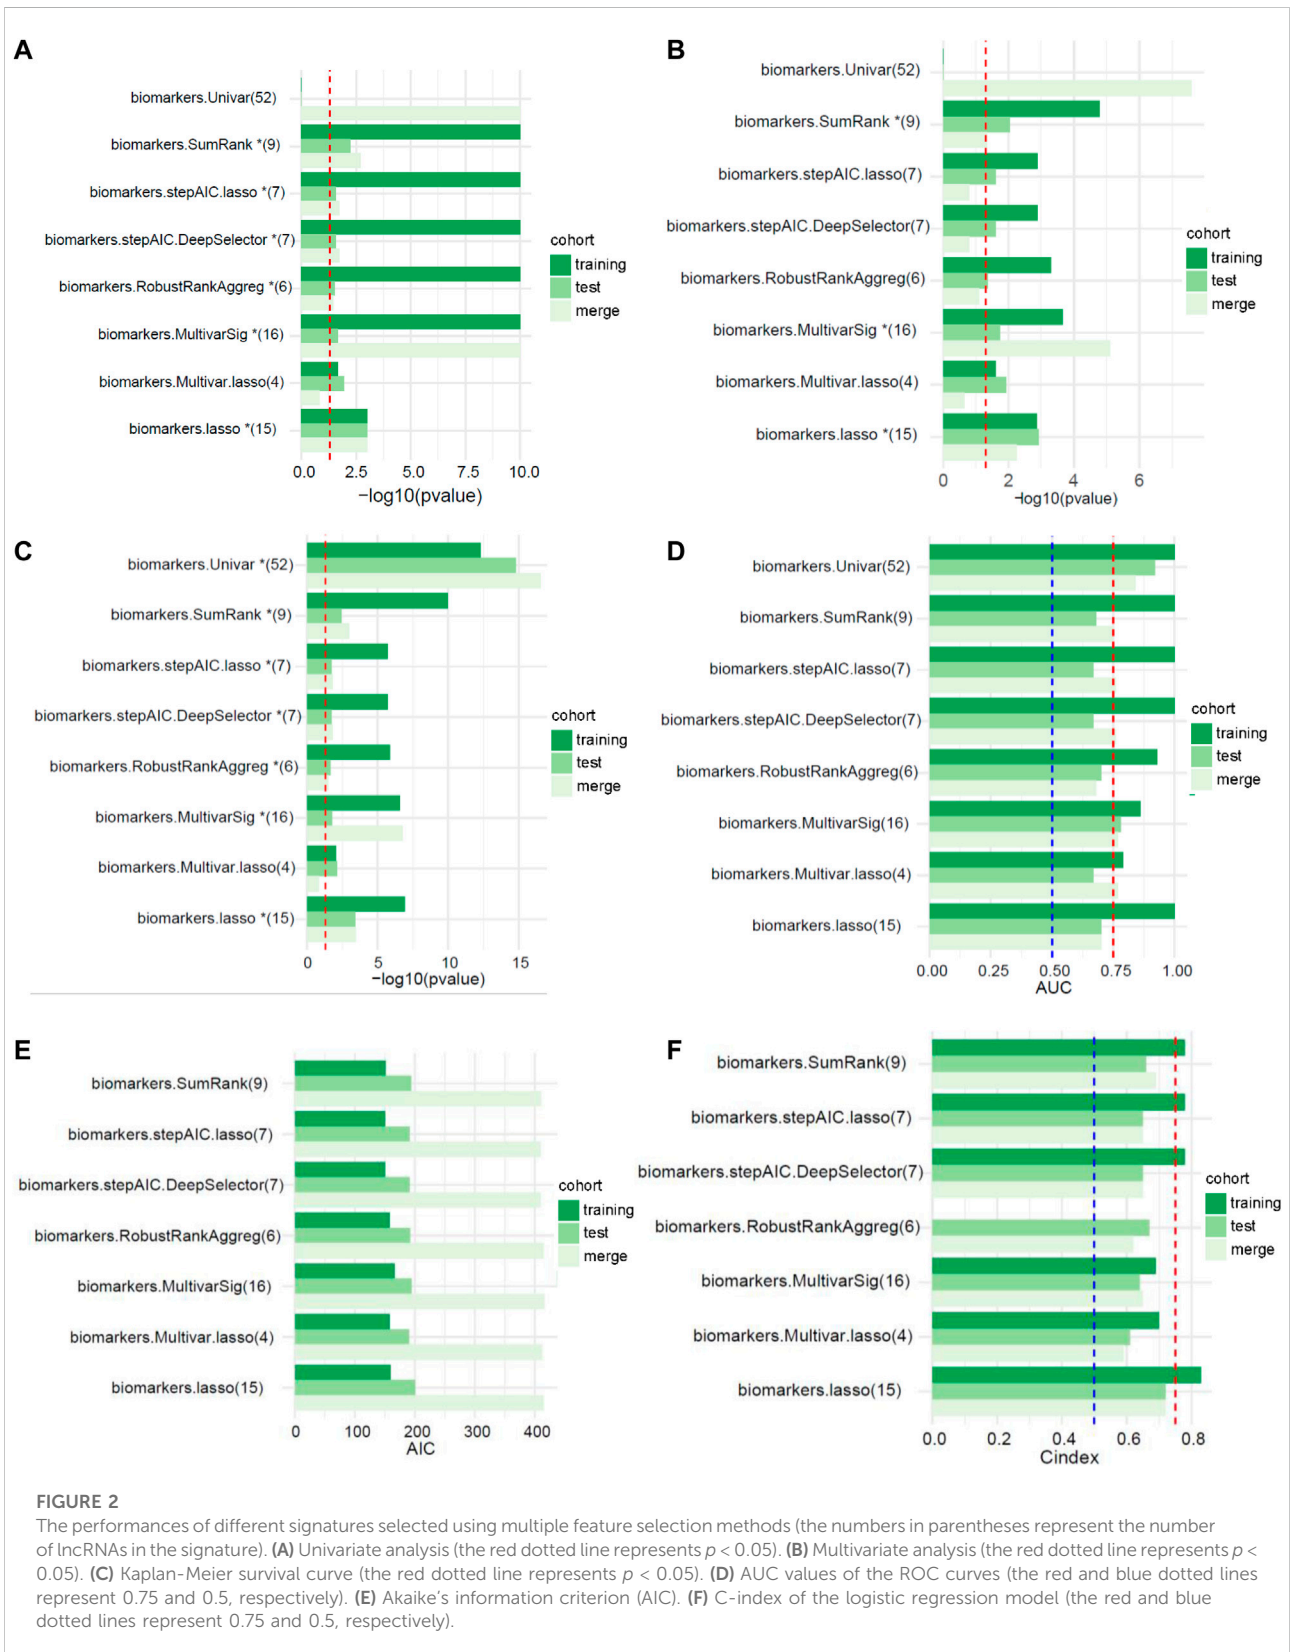 A
biomarkers.Univar(52)
biomarkers.SumRank *(9)
biomarkers.stepAIC.lasso *(7)
biomarkers.stepAIC.DeepSelector *(7)
biomarkers.RobustRankAggreg *(6)
biomarkers.MultivarSig *(16)
biomarkers.Multivar.lasso(4)
biomarkers.lasso *(15)
0.0 2.5 5.0 7.5 10.0
−log10(pvalue)
cohort
training
test
merge
B
biomarkers.Univar(52)
biomarkers.SumRank *(9)
biomarkers.stepAIC.lasso(7)
biomarkers.stepAIC.DeepSelector(7)
biomarkers.RobustRankAggreg(6)
biomarkers.MultivarSig *(16)
biomarkers.Multivar.lasso(4)
biomarkers.lasso *(15)
0 2 4 6
−log10(pvalue)
cohort
training
test
merge
C
biomarkers.Univar *(52)
biomarkers.SumRank *(9)
biomarkers.stepAIC.lasso *(7)
biomarkers.stepAIC.DeepSelector *(7)
biomarkers.RobustRankAggreg *(6)
biomarkers.MultivarSig *(16)
biomarkers.Multivar.lasso(4)
biomarkers.lasso *(15)
0 5 10 15
−log10(pvalue)
cohort
training
test
merge
D
biomarkers.Univar(52)
biomarkers.SumRank(9)
biomarkers.stepAIC.lasso(7)
biomarkers.stepAIC.DeepSelector(7)
biomarkers.RobustRankAggreg(6)
biomarkers.MultivarSig(16)
biomarkers.Multivar.lasso(4)
biomarkers.lasso(15)
0.00 0.25 0.50 0.75 1.00
AUC
cohort
training
test
merge
E
biomarkers.SumRank(9)
biomarkers.stepAIC.lasso(7)
biomarkers.stepAIC.DeepSelector(7)
biomarkers.RobustRankAggreg(6)
biomarkers.MultivarSig(16)
biomarkers.Multivar.lasso(4)
biomarkers.lasso(15)
0 100 200 300 400
AIC
cohort
training
test
merge
F
biomarkers.SumRank(9)
biomarkers.stepAIC.lasso(7)
biomarkers.stepAIC.DeepSelector(7)
biomarkers.RobustRankAggreg(6)
biomarkers.MultivarSig(16)
biomarkers.Multivar.lasso(4)
biomarkers.lasso(15)
0.0 0.2 0.4 0.6 0.8
Cindex
cohort
training
test
merge
FIGURE 2
The performances of different signatures selected using multiple feature selection methods (the numbers in parentheses represent the number
of lncRNAs in the signature). (A) Univariate analysis (the red dotted line represents p < 0.05). (B) Multivariate analysis (the red dotted line represents p <
0.05). (C) Kaplan-Meier survival curve (the red dotted line represents p < 0.05). (D) AUC values of the ROC curves (the red and blue dotted lines
represent 0.75 and 0.5, respectively). (E) Akaike's information criterion (AIC). (F) C-index of the logistic regression model (the red and blue
dotted lines represent 0.75 and 0.5, respectively).